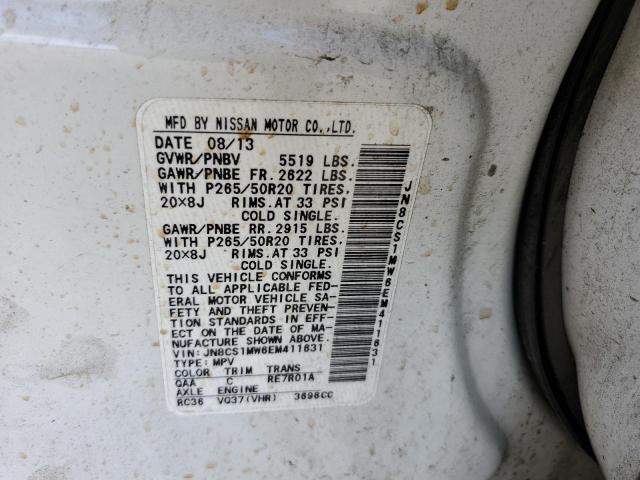 MFD BY NISSAN MOTOR CO.,LTD.
DATE 08/13
GVWR/PNBV 5519 LBS.
GAWR/PNBE FR. 2622 LBS.
WITH P265/50R20 TIRES.
20×8J RIMS. AT 33 PSI
COLD SINGLE.
GAWR/PNBE RR. 2915 LBS.
WITH P265/50R20 TIRES.
20×8J RIMS. AT 33 PSI
COLD SINGLE.
THIS VEHICLE CONFORMS
TO ALL APPLICABLE FED-
ERAL MOTOR VEHICLE SA-
FETY AND THEFT PREVEN-
TION STANDARDS IN EFF-
ECT ON THE DATE OF MA-
NUFACTURE SHOWN ABOVE.
VIN: JN8CS1MW6EM411631
TYPE: MPV
COLOR TRIM TRANS
QAA C RE7R01A
AXLE ENGINE
RC36 VQ37(VHR) 3696CC
JN8CS1MW6EM411631